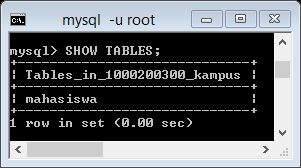 mysql -u root
mysql> SHOW TABLES;
+-------------------------+
| Tables_in_1000200300_kampus |
+-------------------------+
| mahasiswa |
+-------------------------+
1 row in set (0.00 sec)